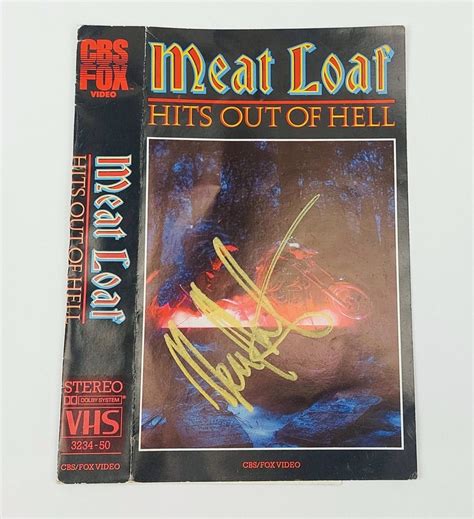 CBS
FOX
VIDEO
Meat Loaf
HITS OUT OF HELL
STEREO
DOLBY SYSTEM
VHS
3234-50
CBS/FOX VIDEO
Meat Loaf
HITS OUT OF HELL
CBS/FOX VIDEO